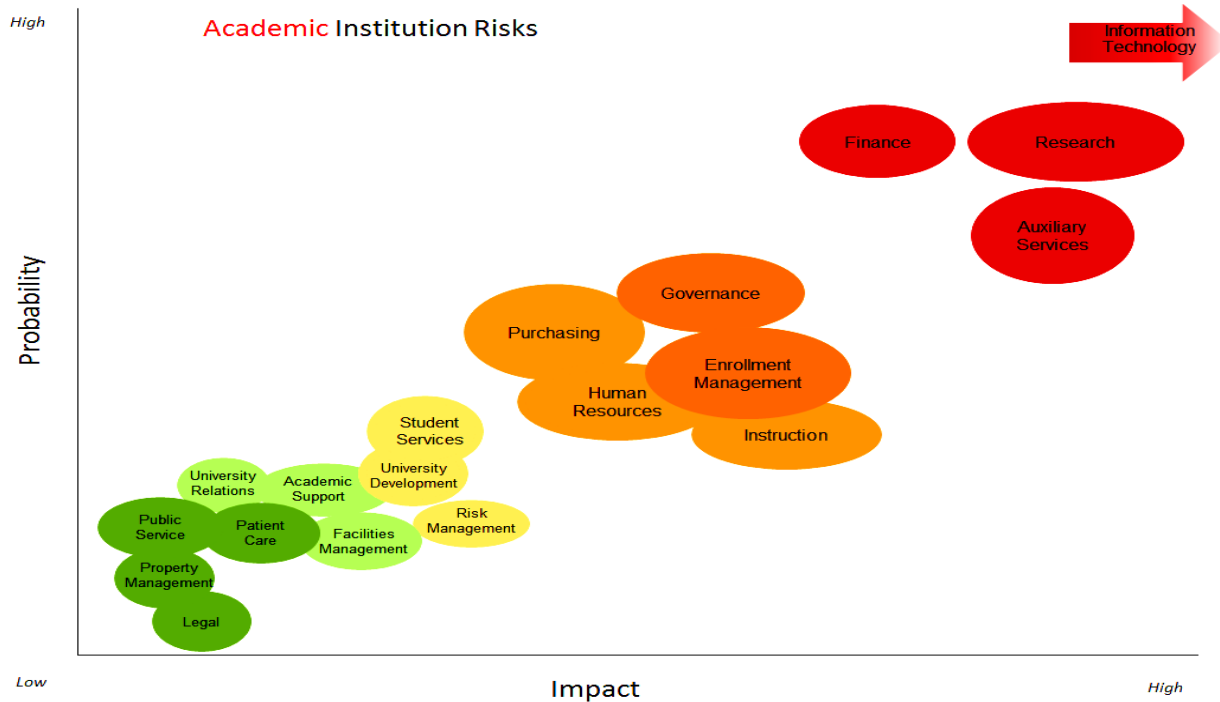 High
Academic Institution Risks
Information
Technology
Finance
Research
Auxiliary
Services
Probability
Governance
Purchasing
Enrollment
Management
Human
Resources
Instruction
Student
Services
University
Development
University
Relations
Academic
Support
Risk
Management
Public
Service
Patient
Care
Facilities
Management
Property
Management
Legal
Low
Impact
High